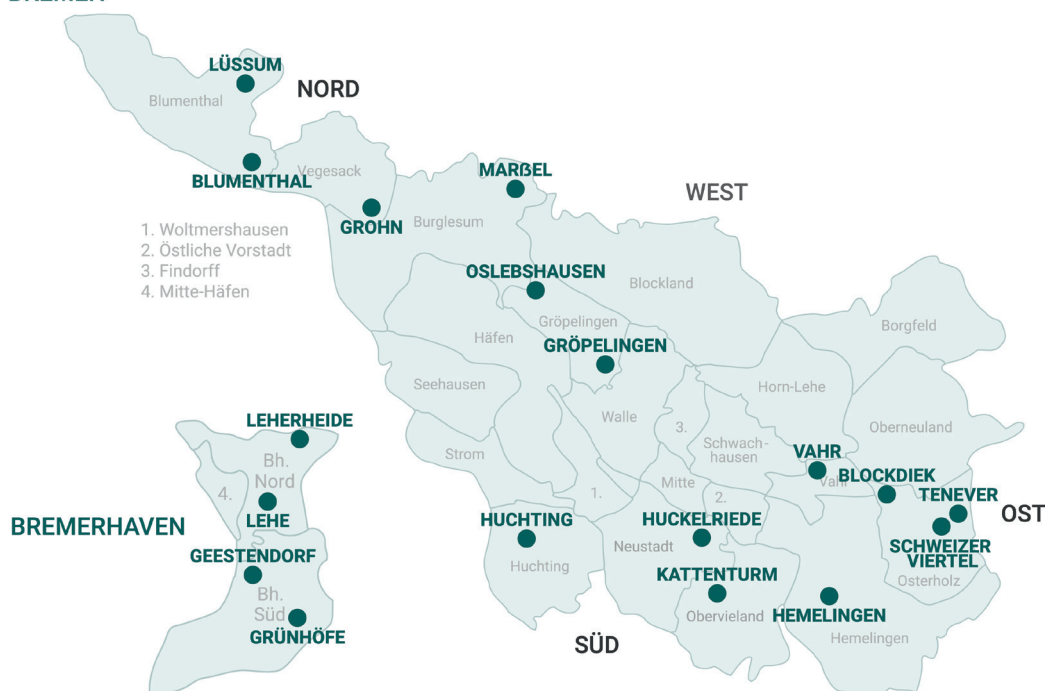 BREMEN
LÜSSUM
NORD
Blumenthal
BLUMENTHAL
Vegesack
MARßEL
WEST
GROHN
Burglesum
1. Woltmershausen
2. Östliche Vorstadt
3. Findorff
4. Mitte-Häfen
OSLEBSHAUSEN
Blockland
Gröpelingen
Borgfeld
Häfen
GRÖPELINGEN
Seehausen
Horn-Lehe
Walle
LEHERHEIDE
3.
Oberneuland
Schwach-
hausen
Strom
VAHR
Bh.
Nord
Mitte
Vahr
BLOCKDIEK
4.
1.
2.
TENEVER
OST
LEHE
BREMERHAVEN
HUCHTING
HUCKELRIEDE
Neustadt
SCHWEIZER
VIERTEL
GEESTENDORF
Huchting
KATTENTURM
Osterholz
Bh.
Süd
Obervieland
HEMELINGEN
GRÜNHÖFE
SÜD
Hemelingen